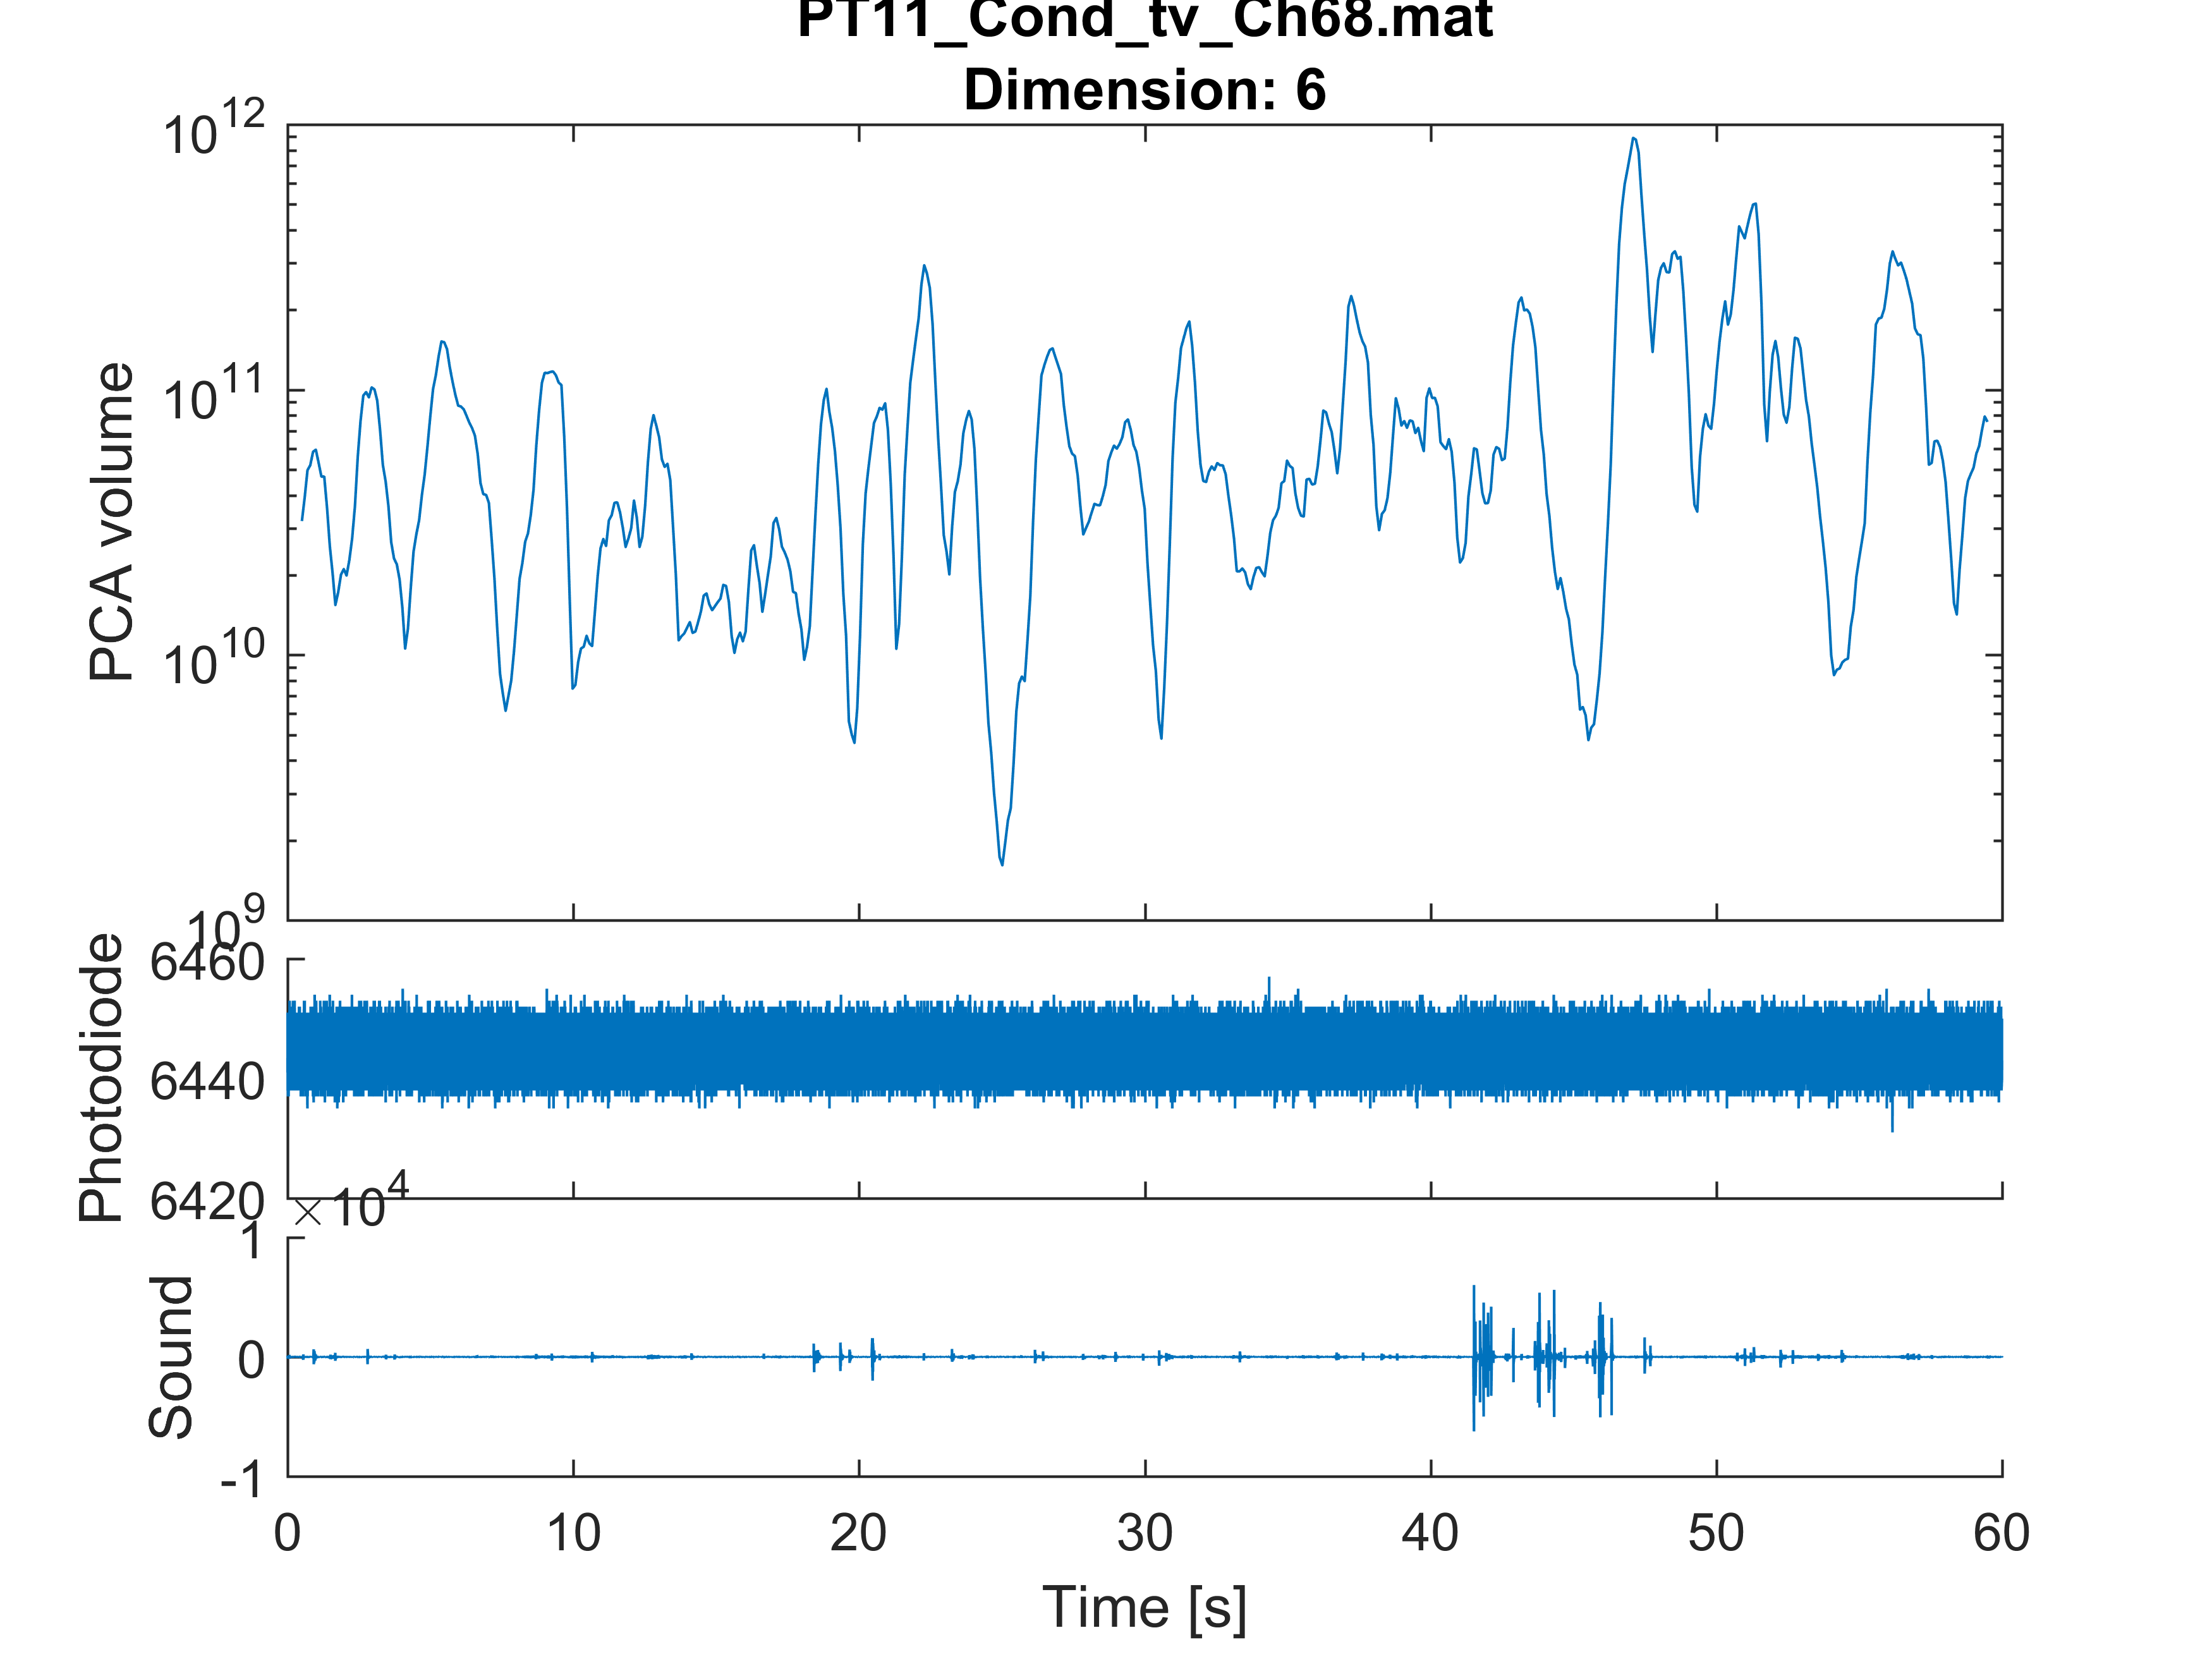 PT11_Cond_tv_Ch68.mat
Dimension: 6
10^12
10^11
10^10
10^9
PCA volume
6460
6440
6420
Photodiode
×10^4
1
0
-1
Sound
0 10 20 30 40 50 60
Time [s]